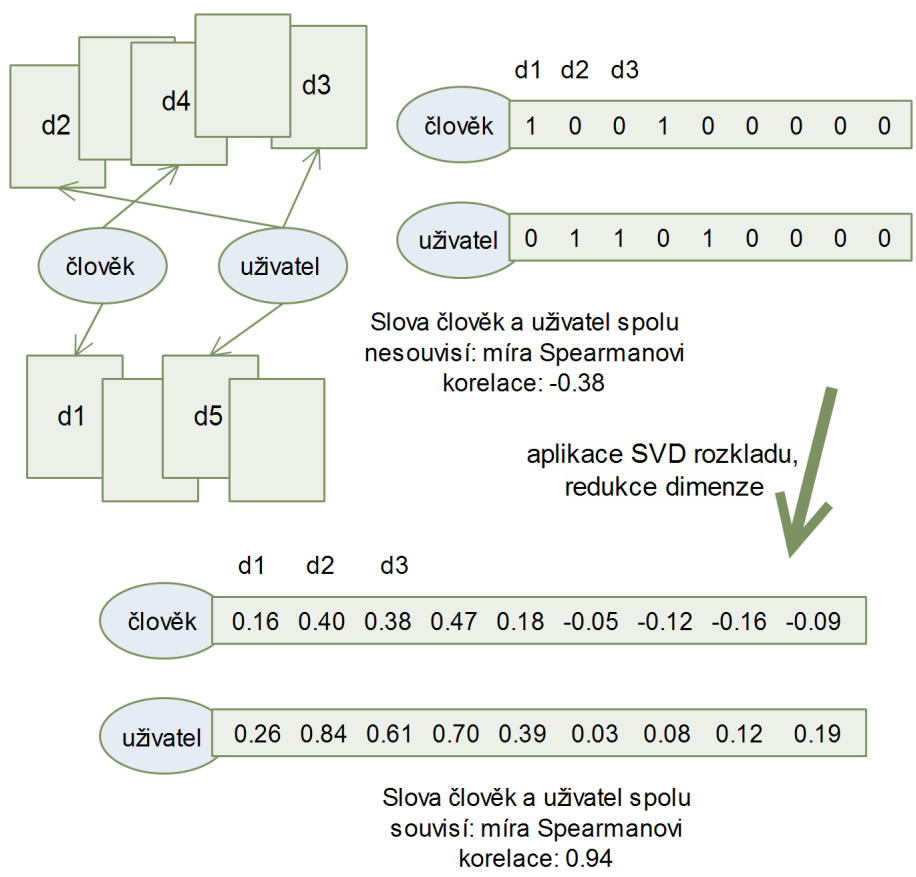 d2
d4
d3
člověk
uživatel
d1
d5
d1 d2 d3
člověk 1 0 0 1 0 0 0 0 0
uživatel 0 1 1 0 1 0 0 0 0
Slova člověk a uživatel spolu
nesouvisí: míra Spearmanovi
korelace: -0.38
aplikace SVD rozkladu,
redukce dimenze
d1 d2 d3
člověk 0.16 0.40 0.38 0.47 0.18 -0.05 -0.12 -0.16 -0.09
uživatel 0.26 0.84 0.61 0.70 0.39 0.03 0.08 0.12 0.19
Slova člověk a uživatel spolu
souvisí: míra Spearmanovi
korelace: 0.94